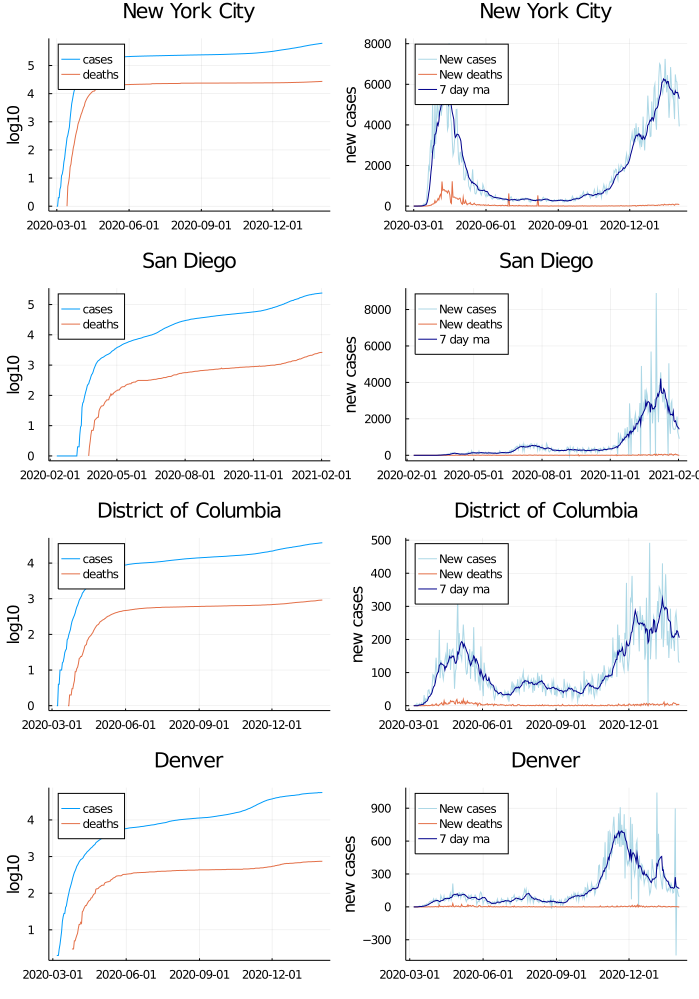 New York City
5
4
3
2
1
0
log10
cases
deaths
2020-03-01 2020-06-01 2020-09-01 2020-12-01
New York City
8000
6000
4000
2000
0
new cases
New cases
New deaths
7 day ma
2020-03-01 2020-06-01 2020-09-01 2020-12-01
San Diego
5
4
3
2
1
0
log10
cases
deaths
2020-02-01 2020-05-01 2020-08-01 2020-11-01 2021-02-01
San Diego
8000
6000
4000
2000
0
new cases
New cases
New deaths
7 day ma
2020-02-01 2020-05-01 2020-08-01 2020-11-01 2021-02-0
District of Columbia
4
3
2
1
0
log10
cases
deaths
2020-03-01 2020-06-01 2020-09-01 2020-12-01
District of Columbia
500
400
300
200
100
0
new cases
New cases
New deaths
7 day ma
2020-03-01 2020-06-01 2020-09-01 2020-12-01
Denver
4
3
2
1
log10
cases
deaths
2020-03-01 2020-06-01 2020-09-01 2020-12-01
Denver
900
600
300
0
−300
new cases
New cases
New deaths
7 day ma
2020-03-01 2020-06-01 2020-09-01 2020-12-01